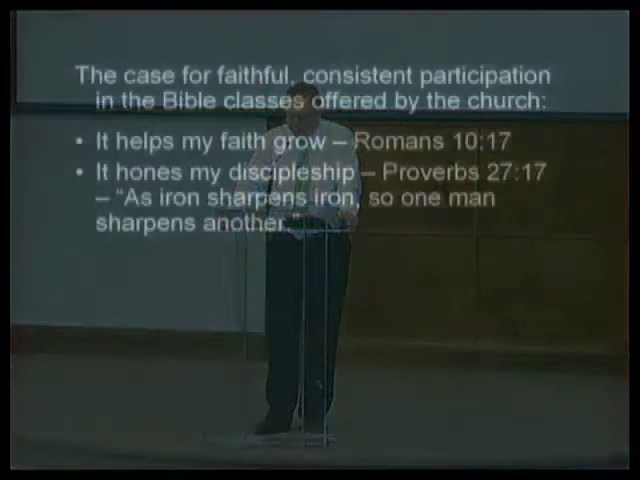 The case for faithful, consistent participation
in the Bible classes offered by the church:
• It helps my faith grow – Romans 10:17
• It hones my discipleship – Proverbs 27:17
– “As iron sharpens iron, so one man
sharpens another.”